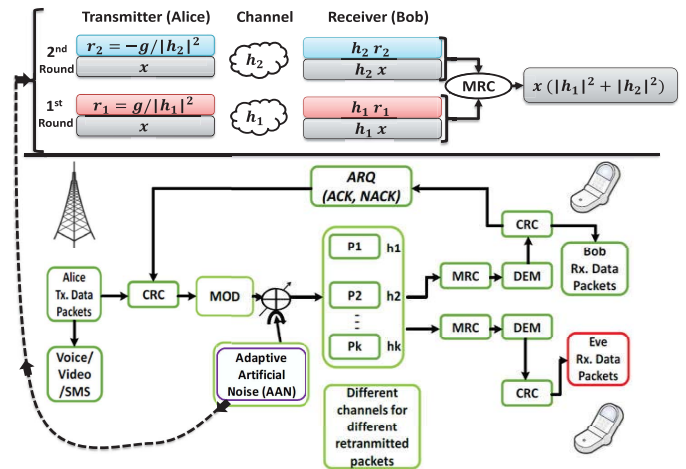 Transmitter (Alice)
Channel
Receiver (Bob)
2nd
Round
r₂ = −g/|h₂|²
x
h₂
h₂ r₂
h₂ x
MRC
x (|h₁|² + |h₂|²)
1st
Round
r₁ = g/|h₁|²
x
h₁
h₁ r₁
h₁ x
ARQ
(ACK, NACK)
CRC
Bob
Rx. Data
Packets
P1
h1
Alice
Tx. Data
Packets
CRC
MOD
P2
h2
MRC
DEM
Pk
hk
MRC
DEM
Voice/
Video
/SMS
Adaptive
Artificial
Noise (AAN)
Eve
Rx. Data
Packets
CRC
Different
channels for
different
retranmitted
packets